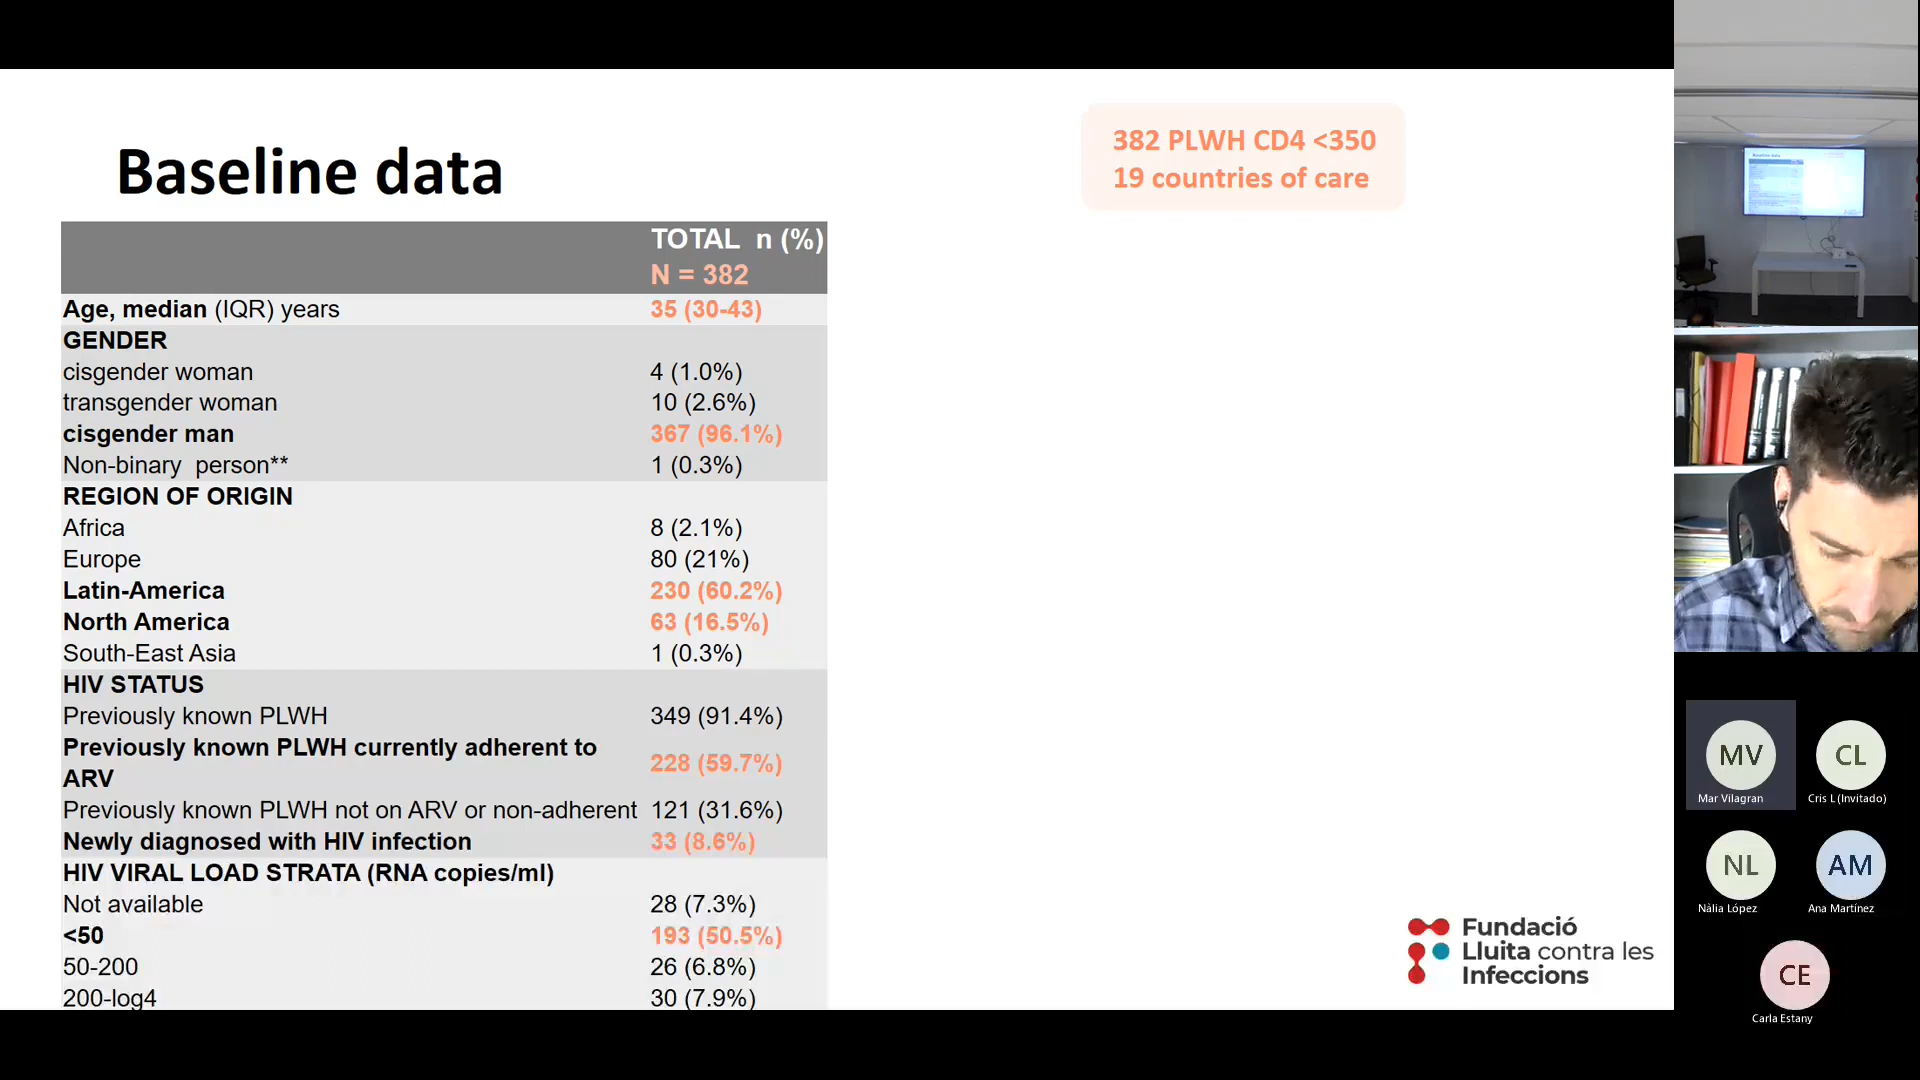 Baseline data
382 PLWH CD4 <350
19 countries of care
TOTAL n (%)
N = 382
Age, median (IQR) years 35 (30-43)
GENDER
cisgender woman 4 (1.0%)
transgender woman 10 (2.6%)
cisgender man 367 (96.1%)
Non-binary person** 1 (0.3%)
REGION OF ORIGIN
Africa 8 (2.1%)
Europe 80 (21%)
Latin-America 230 (60.2%)
North America 63 (16.5%)
South-East Asia 1 (0.3%)
HIV STATUS
Previously known PLWH 349 (91.4%)
Previously known PLWH currently adherent to
ARV 228 (59.7%)
Previously known PLWH not on ARV or non-adherent 121 (31.6%)
Newly diagnosed with HIV infection 33 (8.6%)
HIV VIRAL LOAD STRATA (RNA copies/ml)
Not available 28 (7.3%)
<50 193 (50.5%)
50-200 26 (6.8%)
200-log4 30 (7.9%)
Fundació
Lluita contra les
Infeccions
MV
Mar Vilagran
CL
Cris L (Invitado)
NL
Nàlia López
AM
Ana Martínez
CE
Carla Estany